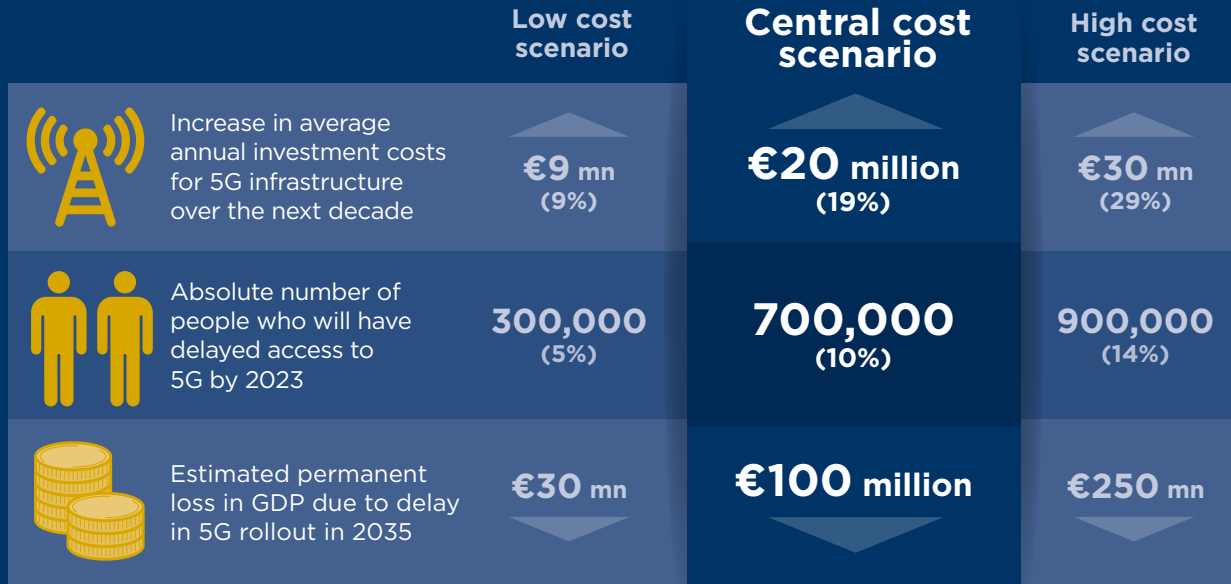 Low cost
scenario
Central cost
scenario
High cost
scenario
Increase in average
annual investment costs
for 5G infrastructure
over the next decade
€9 mn
(9%)
€20 million
(19%)
€30 mn
(29%)
Absolute number of
people who will have
delayed access to
5G by 2023
300,000
(5%)
700,000
(10%)
900,000
(14%)
Estimated permanent
loss in GDP due to delay
in 5G rollout in 2035
€30 mn
€100 million
€250 mn